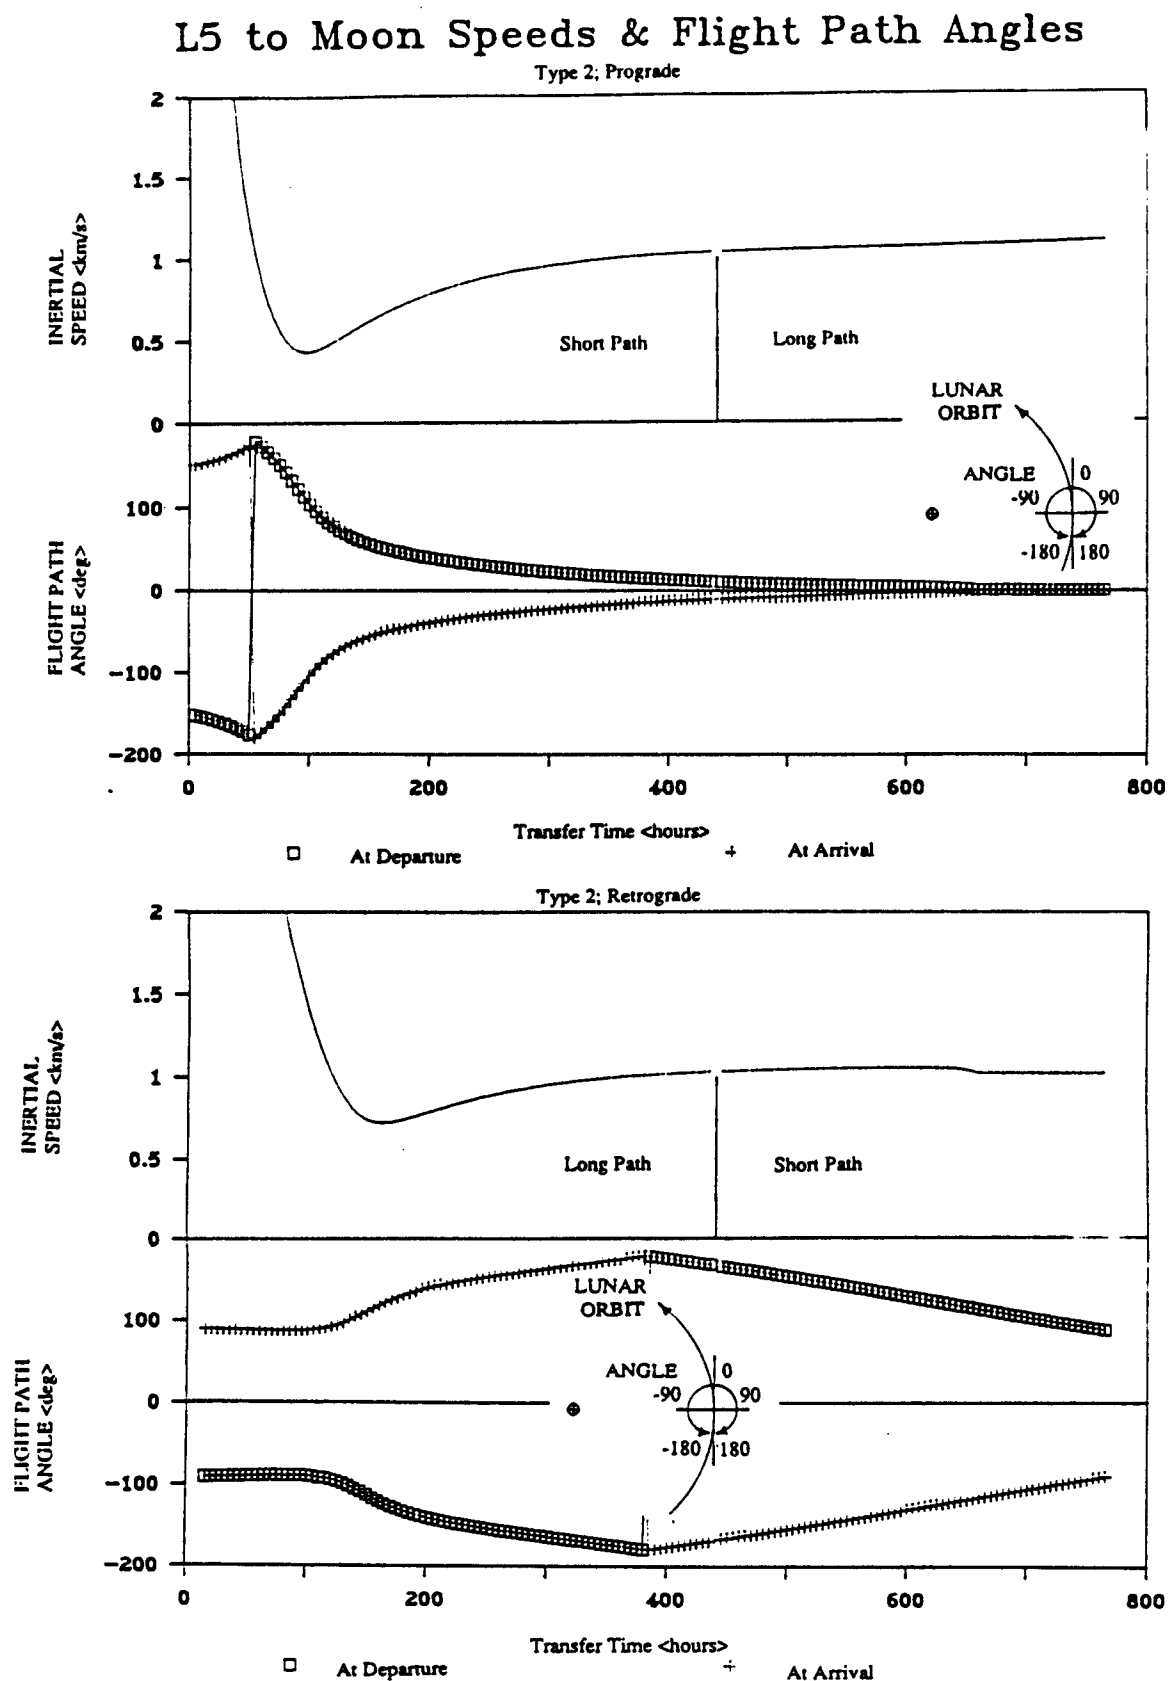 L5 to Moon Speeds & Flight Path Angles
Type 2; Prograde
2
1.5
1
0.5
0
INERTIAL
SPEED <km/s>
Short Path
Long Path
LUNAR
ORBIT
ANGLE
0
-90
90
-180
180
100
0
-100
-200
FLIGHT PATH
ANGLE <deg>
0
200
400
600
800
Transfer Time <hours>
At Departure
At Arrival
Type 2; Retrograde
2
1.5
1
0.5
0
INERTIAL
SPEED <km/s>
Long Path
Short Path
LUNAR
ORBIT
ANGLE
0
-90
90
-180
180
100
0
-100
-200
FLIGHT PATH
ANGLE <deg>
0
200
400
600
800
Transfer Time <hours>
At Departure
At Arrival